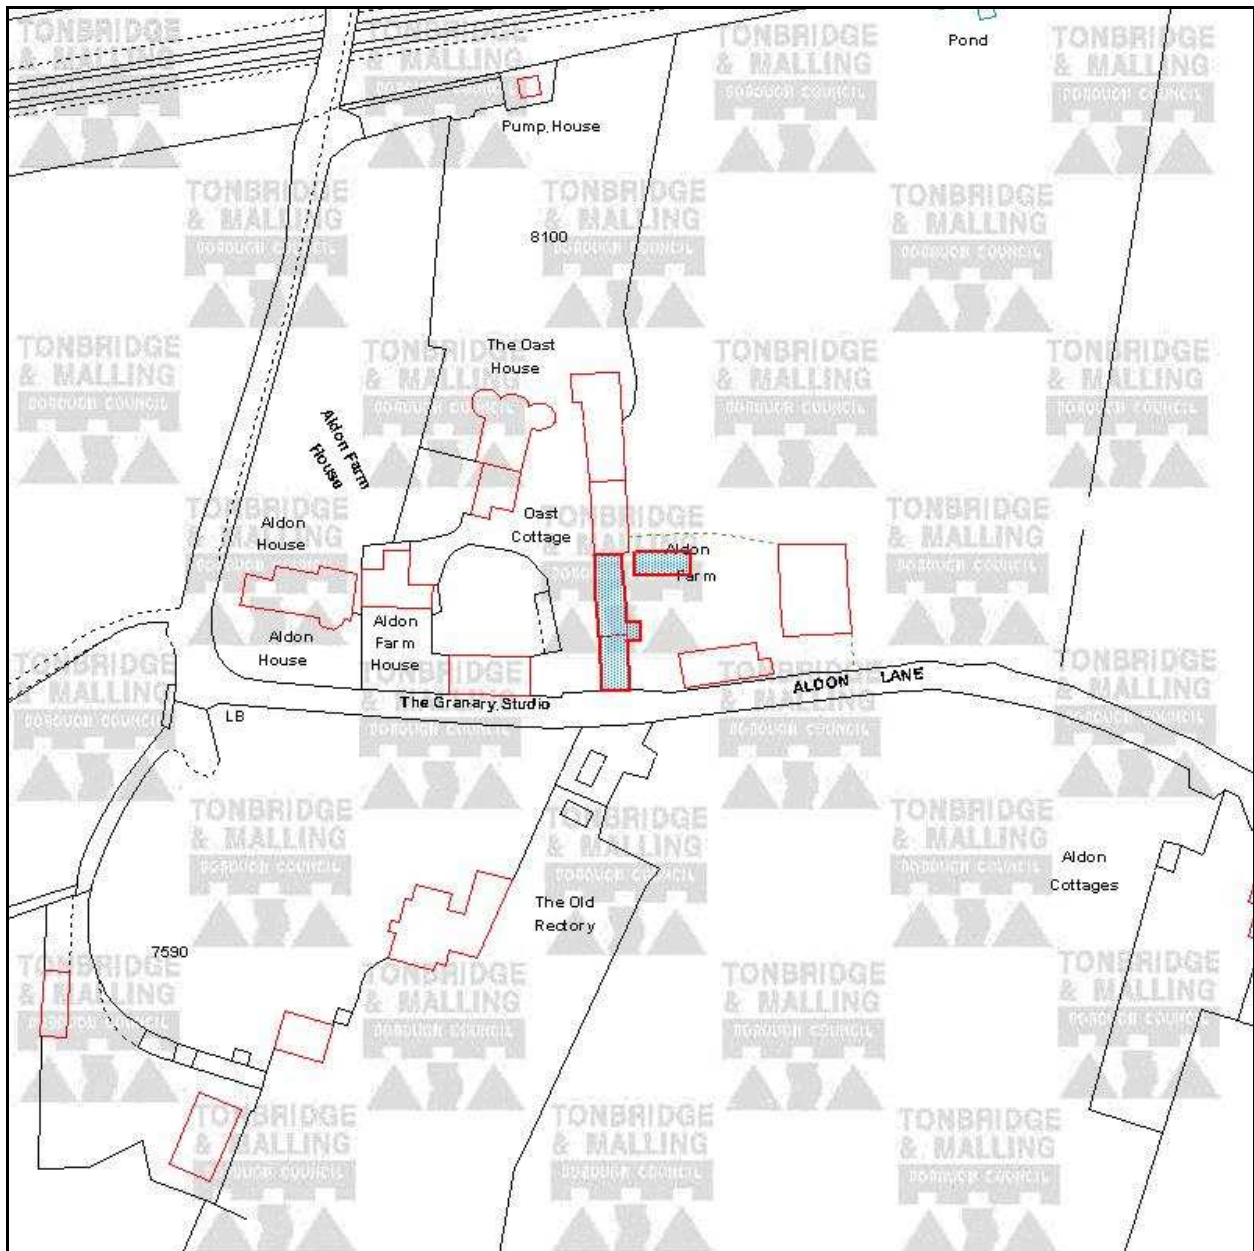 TONBRIDGE
& MALLING
BOROUGH COUNCIL
Pond
Pump House
8100
The Oast
House
Aldon Farm
House
Aldon
House
Oast
Cottage
Aldon
Farm
Aldon
House
Aldon
Farm
House
ALDON LANE
The Granary Studio
LB
Aldon
Cottages
The Old
Rectory
7590